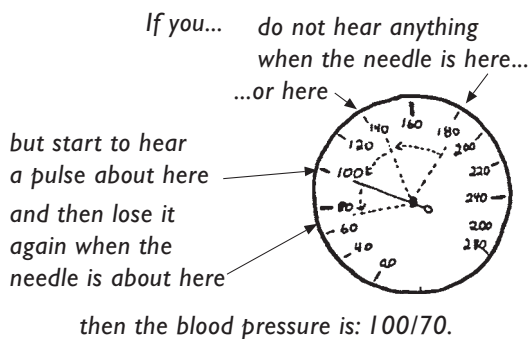 If you...
do not hear anything
when the needle is here...
...or here
but start to hear
a pulse about here
and then lose it
again when the
needle is about here
160
140
180
120
200
100
220
80
240
60
200
40
280
then the blood pressure is: 100/70.